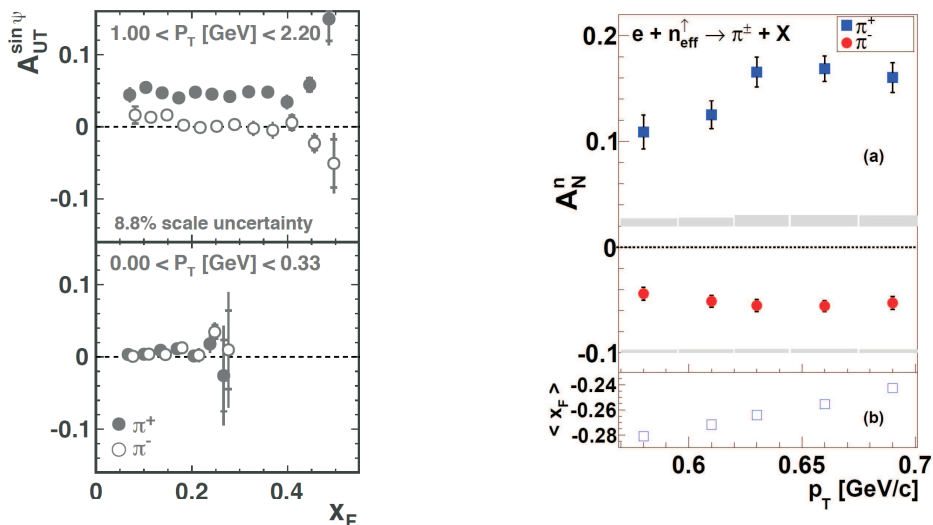 A_UT^sin ψ
1.00 < P_T [GeV] < 2.20
0.1
0
-0.1
8.8% scale uncertainty
0.00 < P_T [GeV] < 0.33
0.1
0
-0.1
π+
π-
0 0.2 0.4
x_F
e + n_eff^↑ → π^± + X
π+
π-
0.2
0.1
0
-0.1
A_N^n
(a)
< x_F >
-0.24
-0.26
-0.28
(b)
0.6 0.65 0.7
p_T [GeV/c]